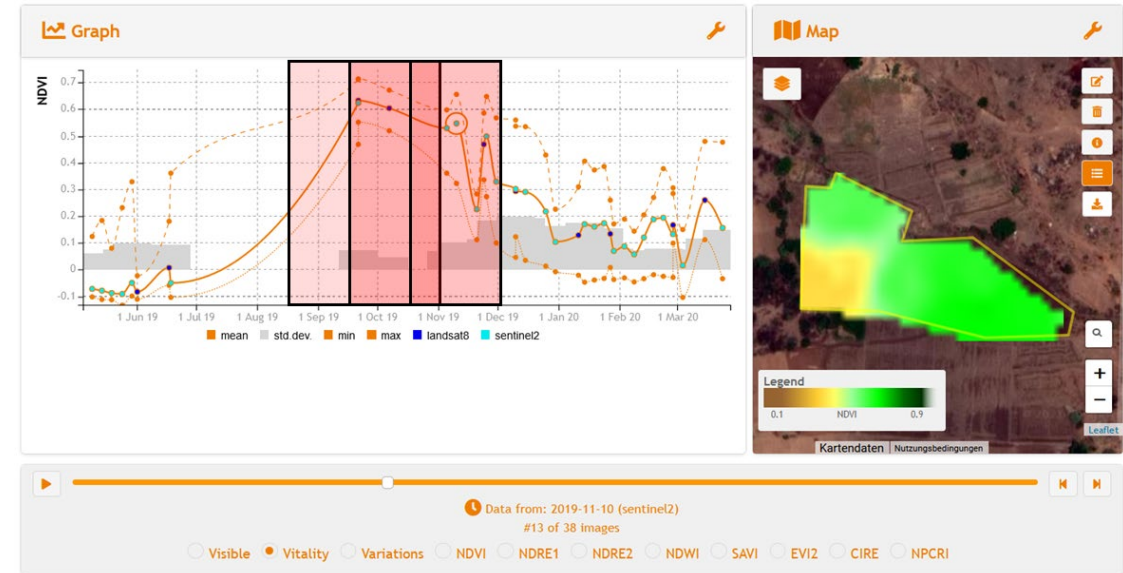 Graph
NDVI
0.7
0.6
0.5
0.4
0.3
0.2
0.1
0
-0.1
1 Jun 19 1 Jul 19 1 Aug 19 1 Sep 19 1 Oct 19 1 Nov 19 1 Dec 19 1 Jan 20 1 Feb 20 1 Mar 20
mean std.dev. min max landsat8 sentinel2
Map
Legend
0.1 NDVI 0.9
+
−
Leaflet
Kartendaten Nutzungsbedingungen
Data from: 2019-11-10 (sentinel2)
#13 of 38 images
Visible Vitality Variations NDVI NDRE1 NDRE2 NDWI SAVI EVI2 CIRE NPCRI